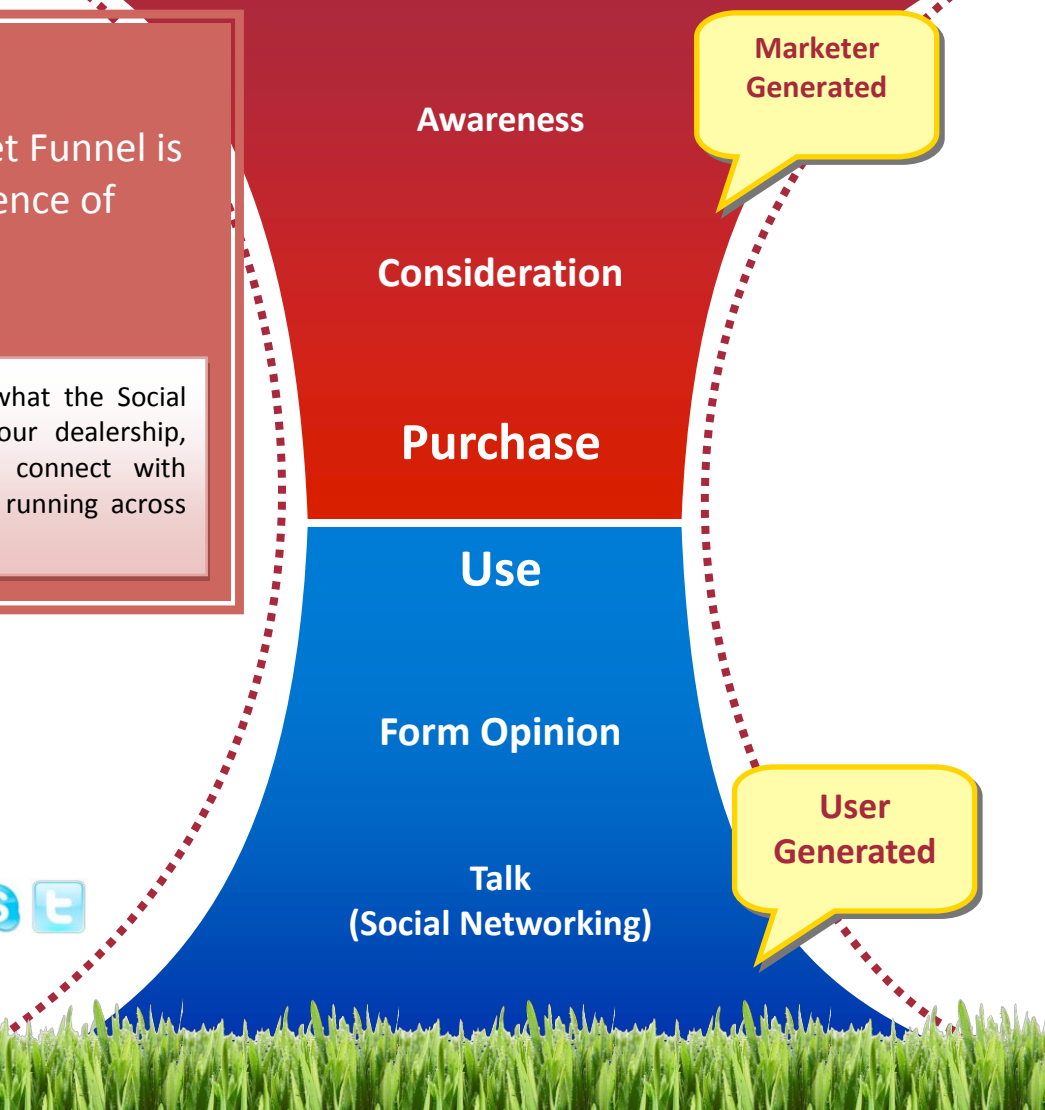 et Funnel is
ence of
what the Social
our dealership,
connect with
running across
Marketer
Generated
Awareness
Consideration
Purchase
Use
Form Opinion
User
Generated
Talk
(Social Networking)
S t